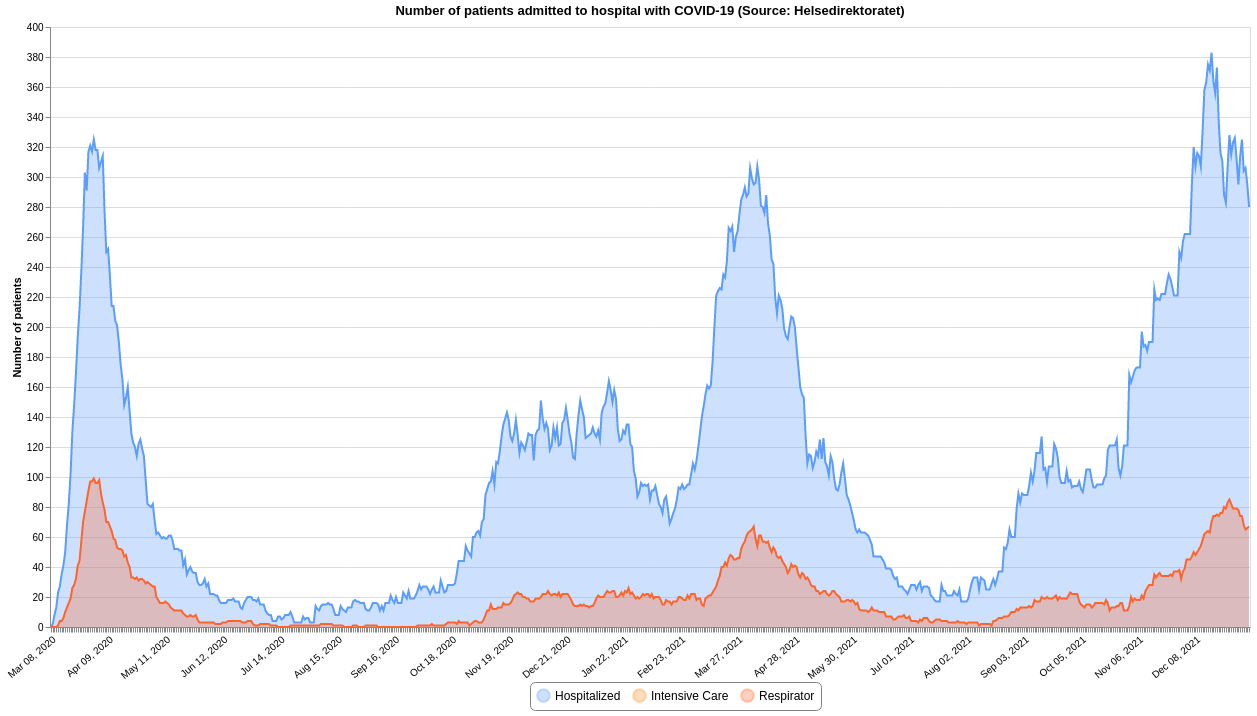 Number of patients admitted to hospital with COVID-19 (Source: Helsedirektoratet)
Number of patients
400
380
360
340
320
300
280
260
240
220
200
180
160
140
120
100
80
60
40
20
0
Mar 08, 2020
Apr 09, 2020
May 11, 2020
Jun 12, 2020
Jul 14, 2020
Aug 15, 2020
Sep 16, 2020
Oct 18, 2020
Nov 19, 2020
Dec 21, 2020
Jan 22, 2021
Feb 23, 2021
Mar 27, 2021
Apr 28, 2021
May 30, 2021
Jul 01, 2021
Aug 02, 2021
Sep 03, 2021
Oct 05, 2021
Nov 06, 2021
Dec 08, 2021
Hospitalized Intensive Care Respirator